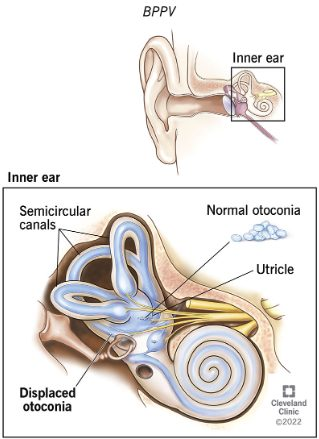 BPPV
Inner ear
Inner ear
Semicircular
canals
Normal otoconia
Utricle
Displaced
otoconia
Cleveland
Clinic
©2022